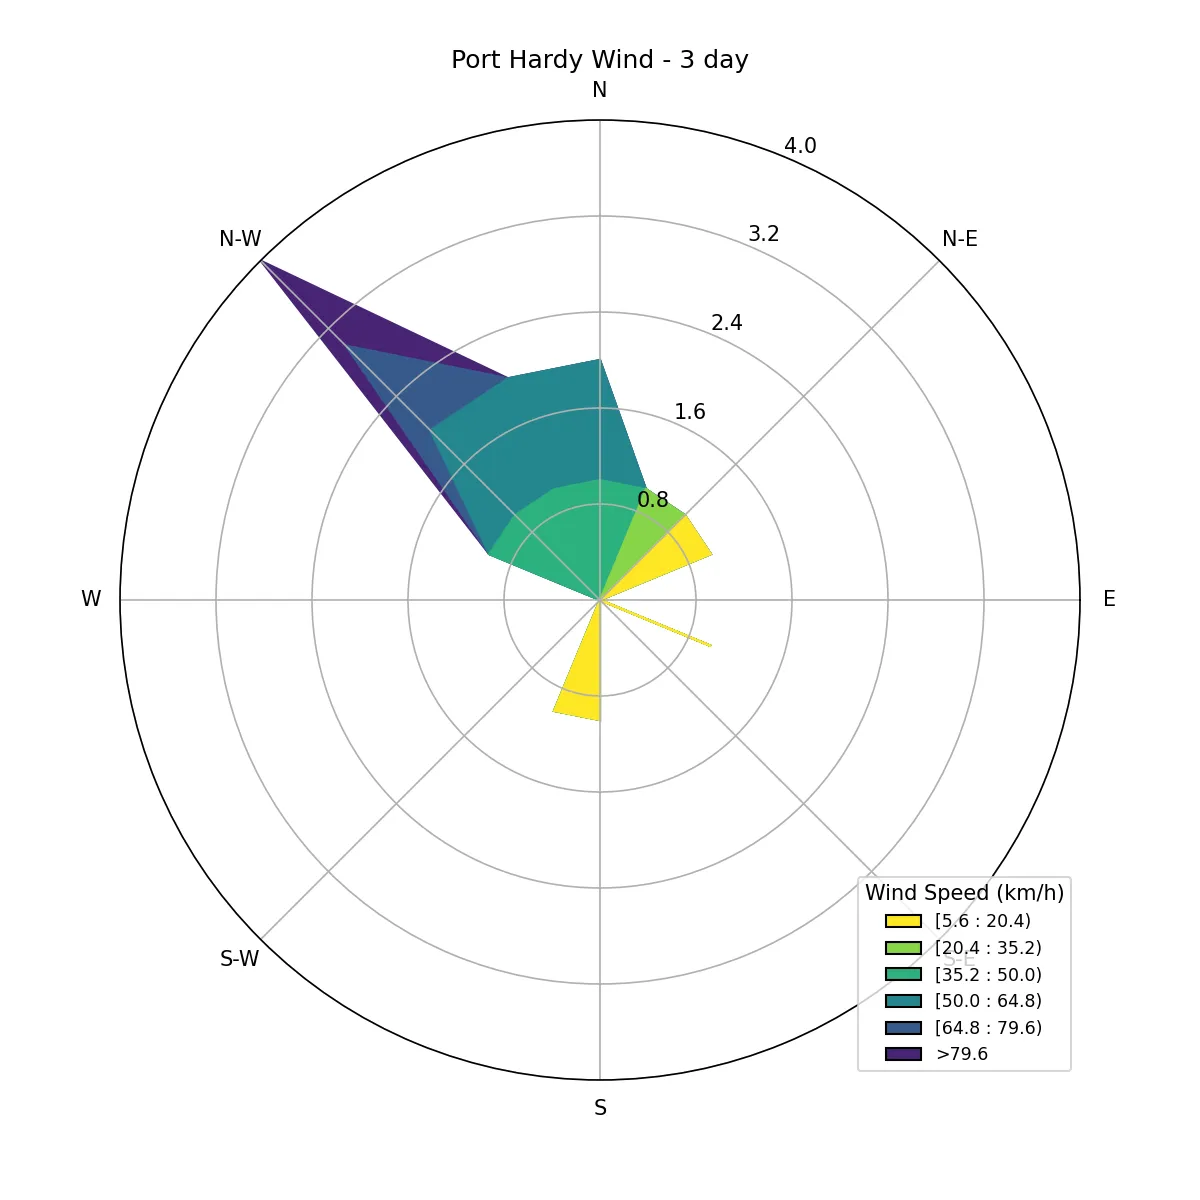 Port Hardy Wind - 3 day
N
4.0
N-W
N-E
3.2
2.4
1.6
0.8
W
E
S-W
S-E
S
Wind Speed (km/h)
[5.6 : 20.4)
[20.4 : 35.2)
[35.2 : 50.0)
[50.0 : 64.8)
[64.8 : 79.6)
>79.6